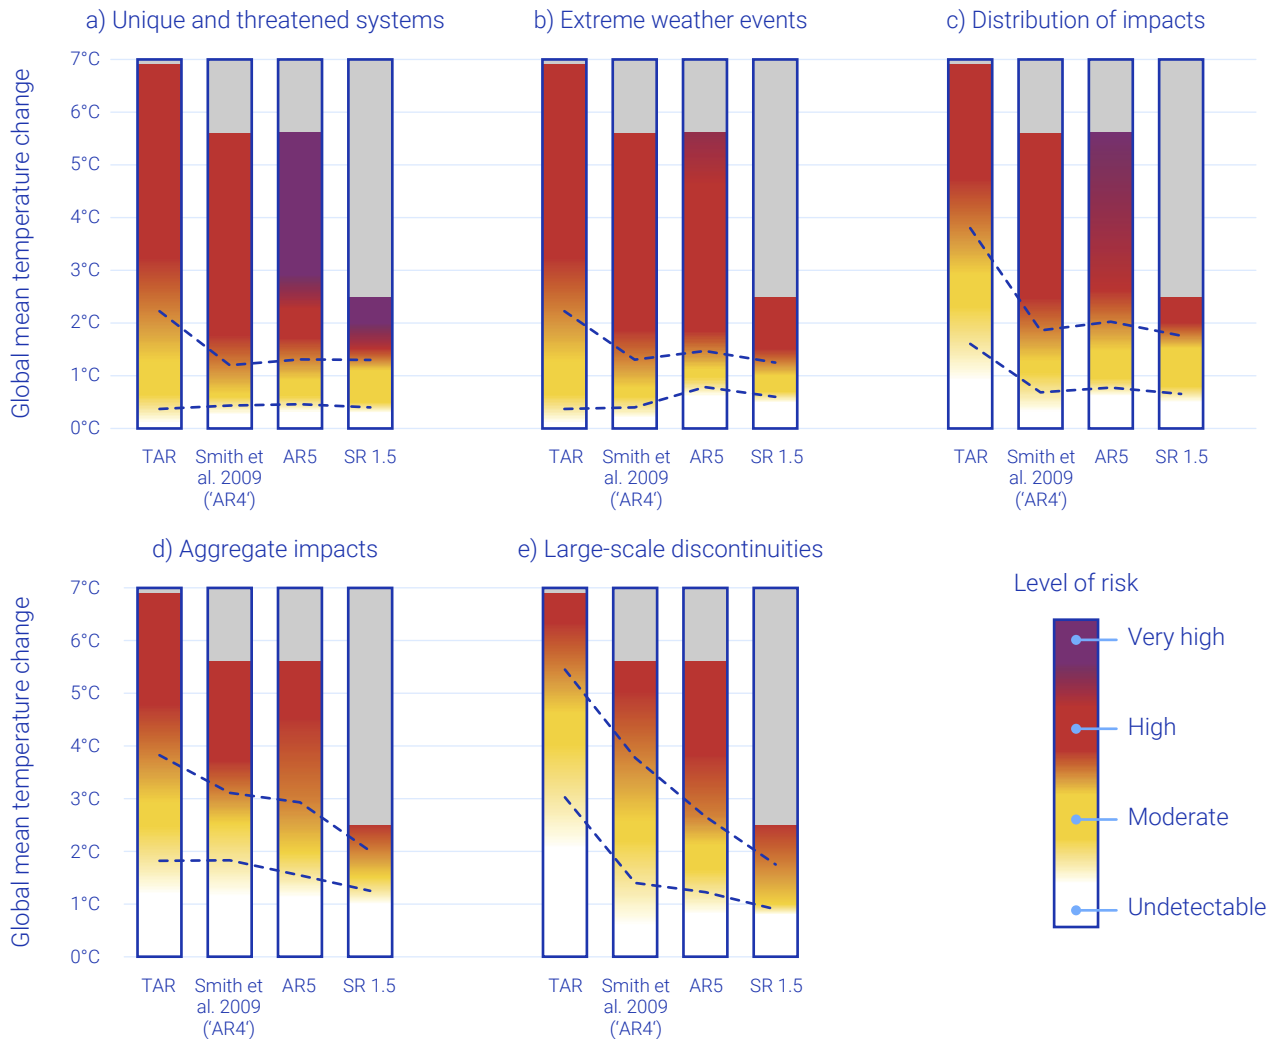 a) Unique and threatened systems
b) Extreme weather events
c) Distribution of impacts
Global mean temperature change
7°C
6°C
5°C
4°C
3°C
2°C
1°C
0°C
TAR
Smith et
al. 2009
(‘AR4‘)
AR5
SR 1.5
TAR
Smith et
al. 2009
(‘AR4‘)
AR5
SR 1.5
TAR
Smith et
al. 2009
(‘AR4‘)
AR5
SR 1.5
d) Aggregate impacts
e) Large-scale discontinuities
Global mean temperature change
7°C
6°C
5°C
4°C
3°C
2°C
1°C
0°C
TAR
Smith et
al. 2009
(‘AR4‘)
AR5
SR 1.5
TAR
Smith et
al. 2009
(‘AR4‘)
AR5
SR 1.5
Level of risk
Very high
High
Moderate
Undetectable